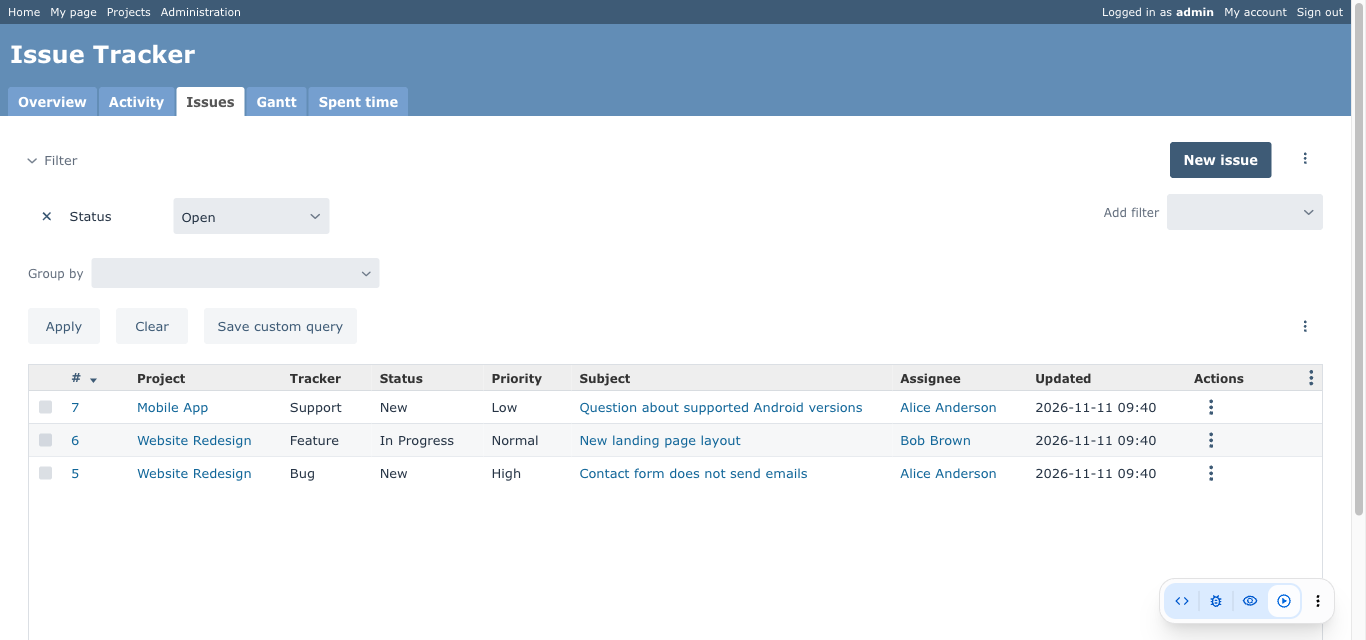 Home My page Projects Administration Logged in as admin My account Sign out
Issue Tracker
Overview Activity Issues Gantt Spent time
Filter New issue
Status Open Add filter
Group by
Apply Clear Save custom query
# Project Tracker Status Priority Subject Assignee Updated Actions
7 Mobile App Support New Low Question about supported Android versions Alice Anderson 2026-11-11 09:40
6 Website Redesign Feature In Progress Normal New landing page layout Bob Brown 2026-11-11 09:40
5 Website Redesign Bug New High Contact form does not send emails Alice Anderson 2026-11-11 09:40